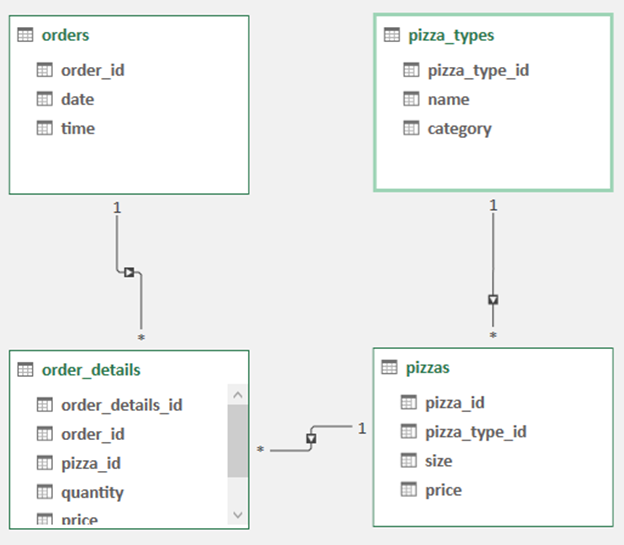 orders
order_id
date
time
pizza_types
pizza_type_id
name
category
1
1
*
*
order_details
order_details_id
order_id
pizza_id
quantity
price
*
1
pizzas
pizza_id
pizza_type_id
size
price